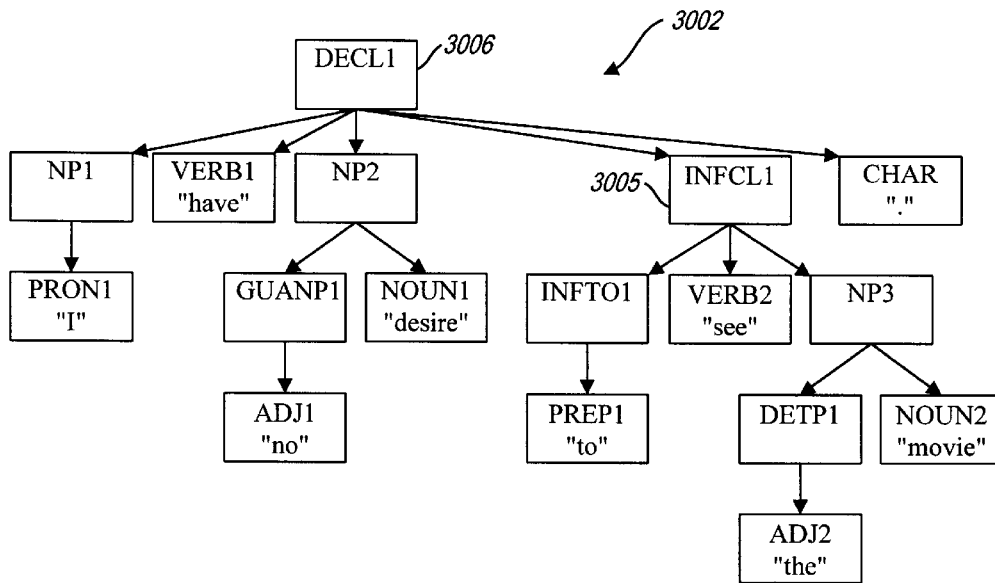 3002
3006
DECL1
NP1
VERB1
"have"
NP2
3005
INFCL1
CHAR
"."
PRON1
"I"
GUANP1
NOUN1
"desire"
INFTO1
VERB2
"see"
NP3
ADJ1
"no"
PREP1
"to"
DETP1
NOUN2
"movie"
ADJ2
"the"